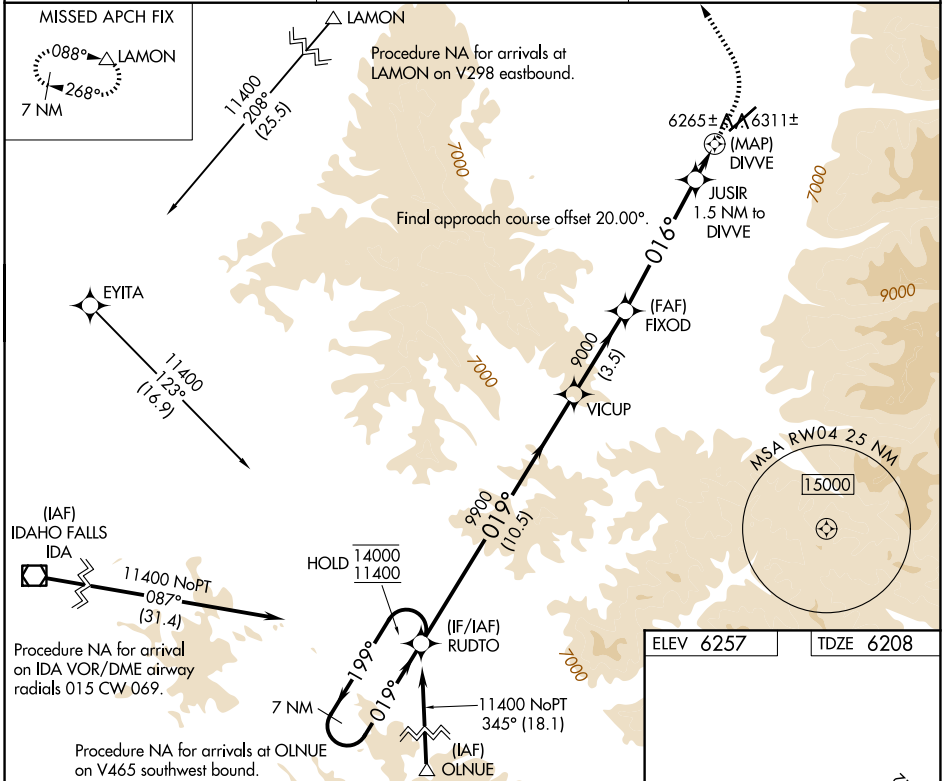 MISSED APCH FIX
088°
LAMON
268°
7 NM
LAMON
Procedure NA for arrivals at
LAMON on V298 eastbound.
11400
208°
(25.5)
7000
6265±
6311±
(MAP)
DIVVE
JUSIR
1.5 NM to
DIVVE
7000
Final approach course offset 20.00°.
016°
EYITA
11400
123°
(16.9)
(FAF)
FIXOD
9000
9000
(3.5)
7000
VICUP
MSA RW04 25 NM
15000
(IAF)
IDAHO FALLS
IDA
11400 NoPT
087°
(31.4)
9900
019°
(10.5)
HOLD
14000
11400
(IF/IAF)
RUDTO
199°
019°
7 NM
7000
Procedure NA for arrival
on IDA VOR/DME airway
radials 015 CW 069.
11400 NoPT
345° (18.1)
(IAF)
OLNUE
Procedure NA for arrivals at OLNUE
on V465 southwest bound.
ELEV 6257
TDZE 6208